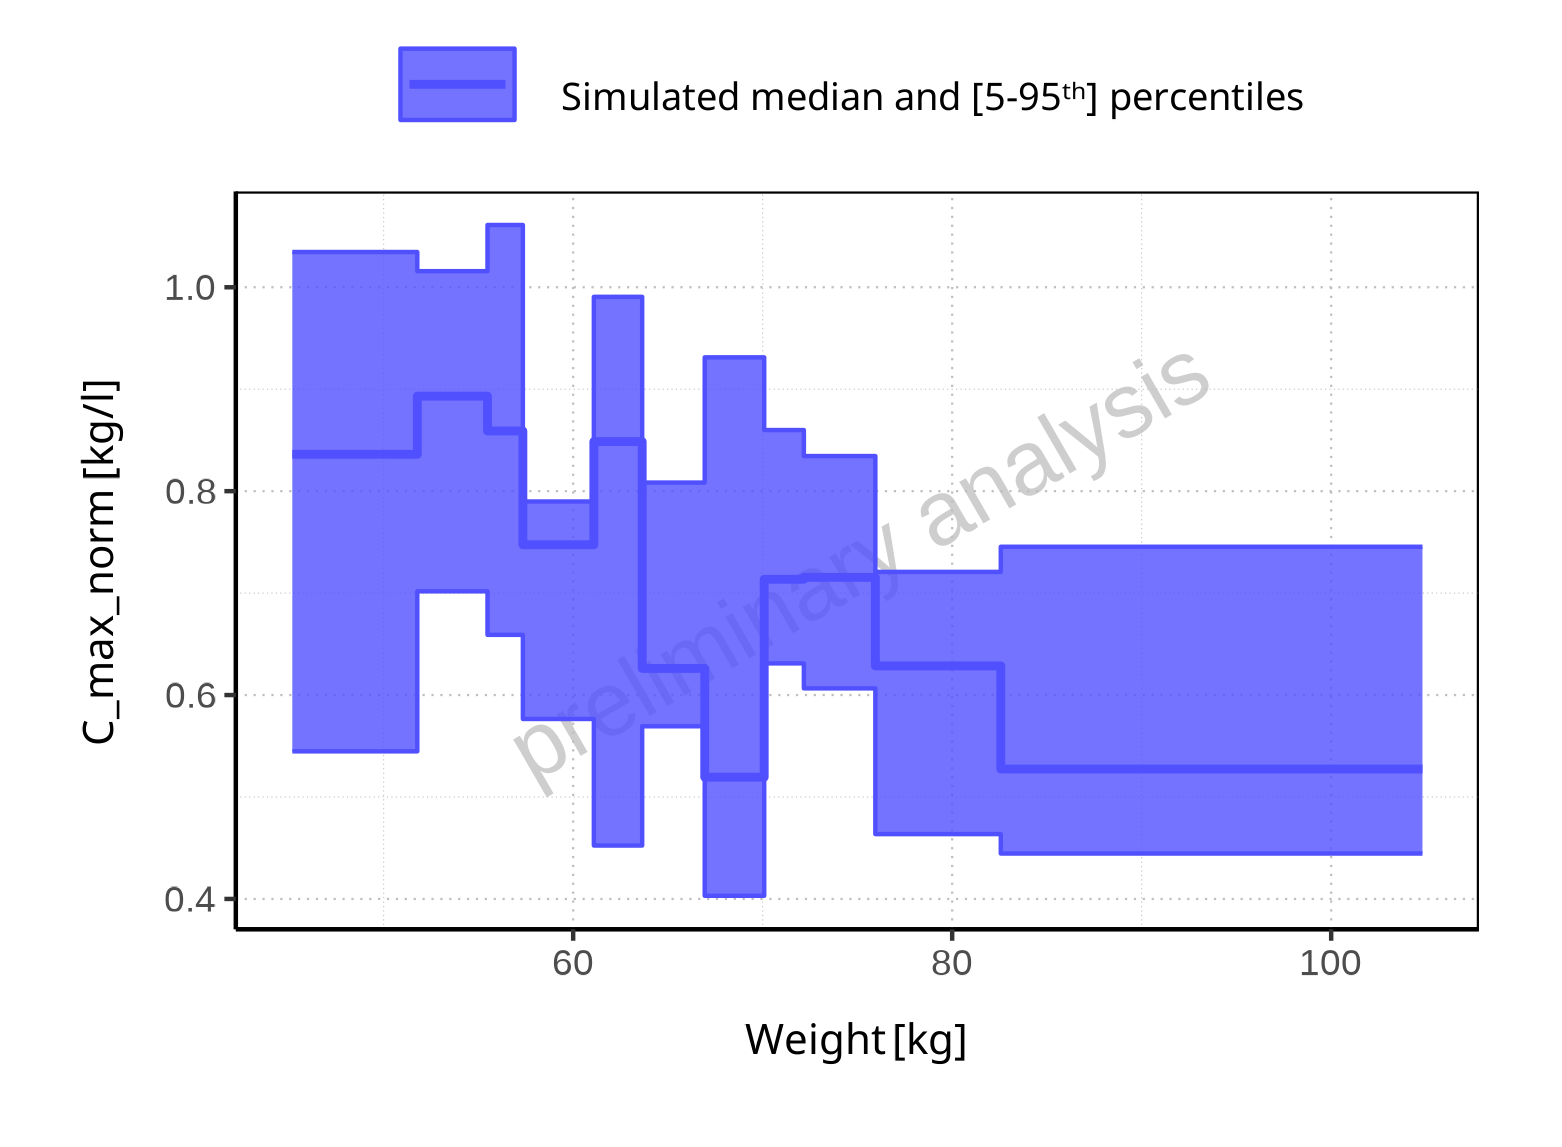 Simulated median and [5-95ᵗʰ] percentiles
C_max_norm [kg/l]
1.0
0.8
0.6
0.4
preliminary analysis
60 80 100
Weight [kg]